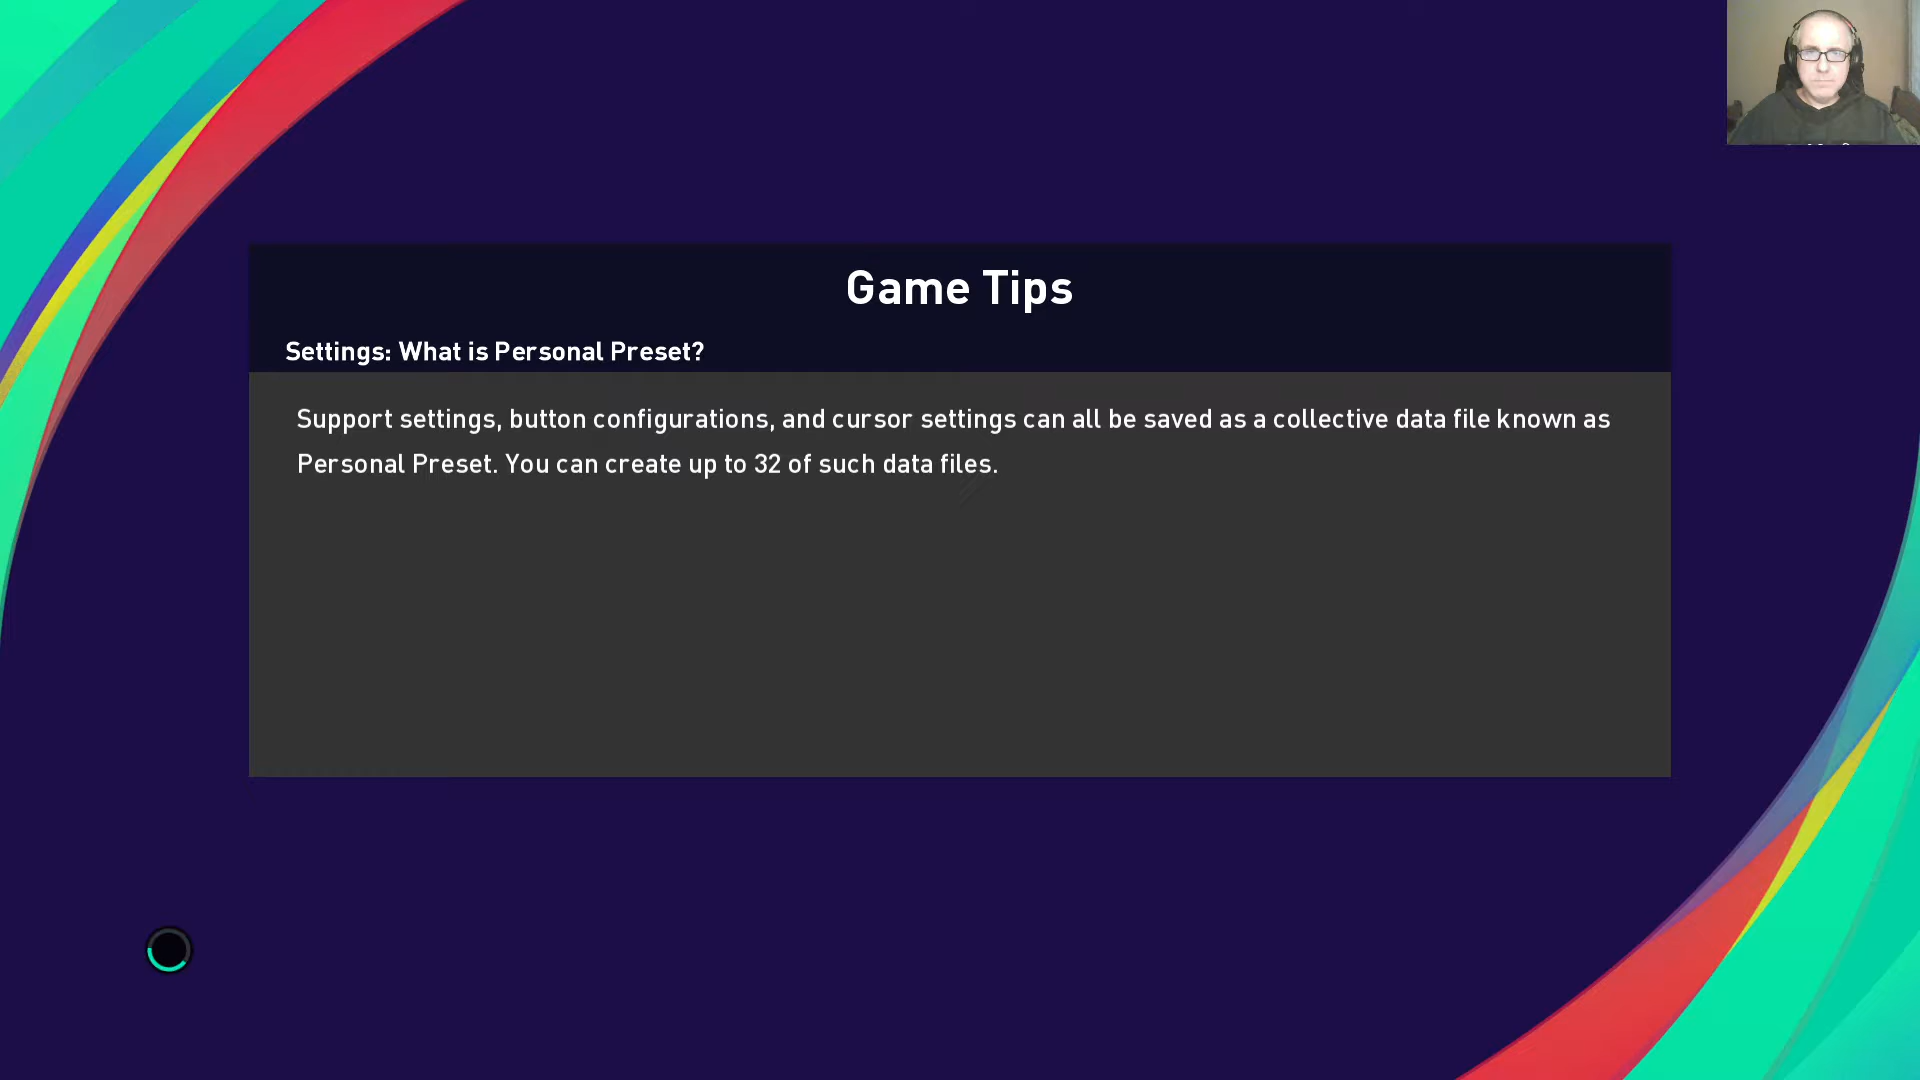 Game Tips
Settings: What is Personal Preset?
Support settings, button configurations, and cursor settings can all be saved as a collective data file known as
Personal Preset. You can create up to 32 of such data files.